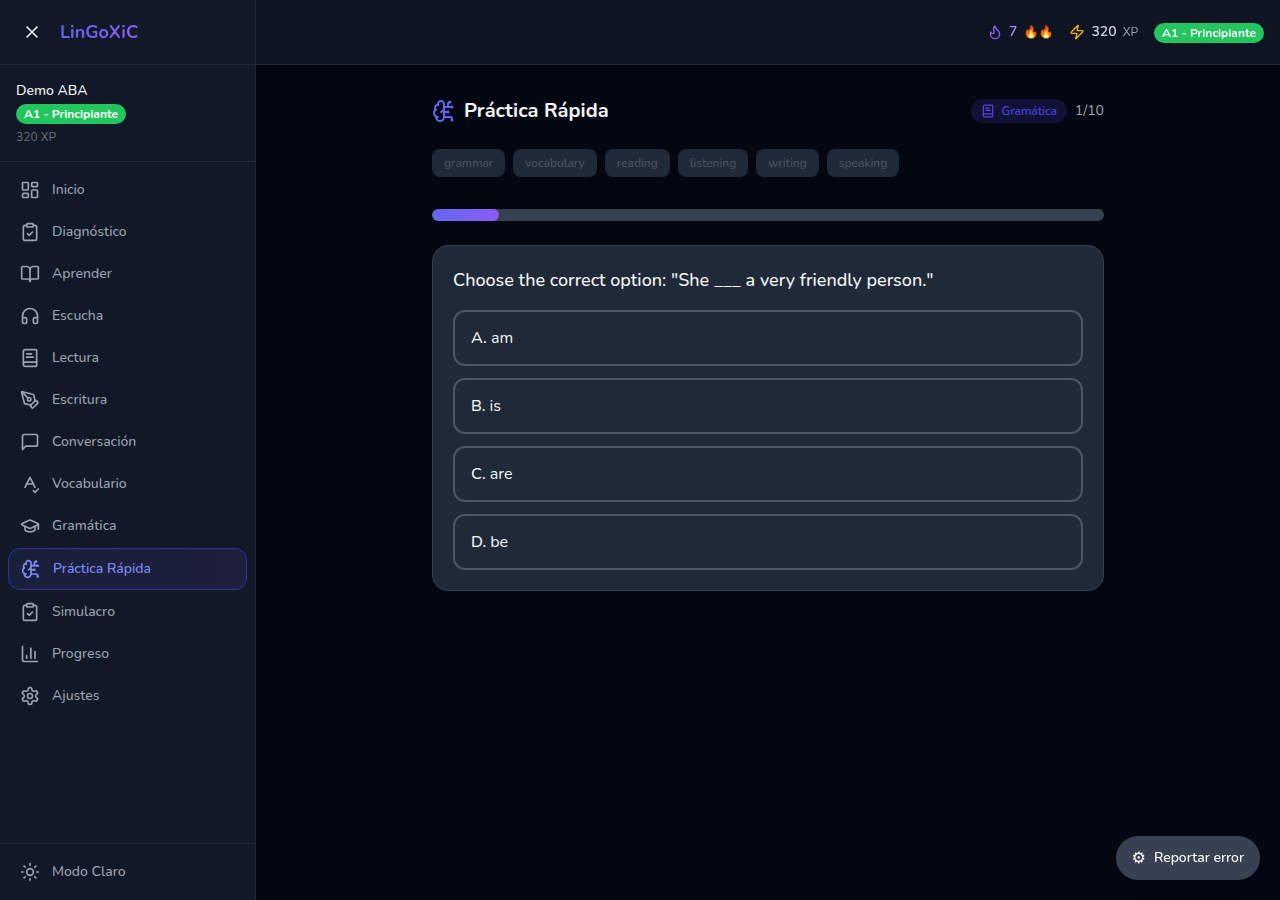 LinGoXiC
7 🔥🔥 320 XP A1 - Principiante
Demo ABA
A1 - Principiante
320 XP
Inicio
Diagnóstico
Aprender
Escucha
Lectura
Escritura
Conversación
Vocabulario
Gramática
Práctica Rápida
Simulacro
Progreso
Ajustes
Modo Claro
Práctica Rápida
Gramática 1/10
grammar vocabulary reading listening writing speaking
Choose the correct option: "She ___ a very friendly person."
A. am
B. is
C. are
D. be
⚙ Reportar error